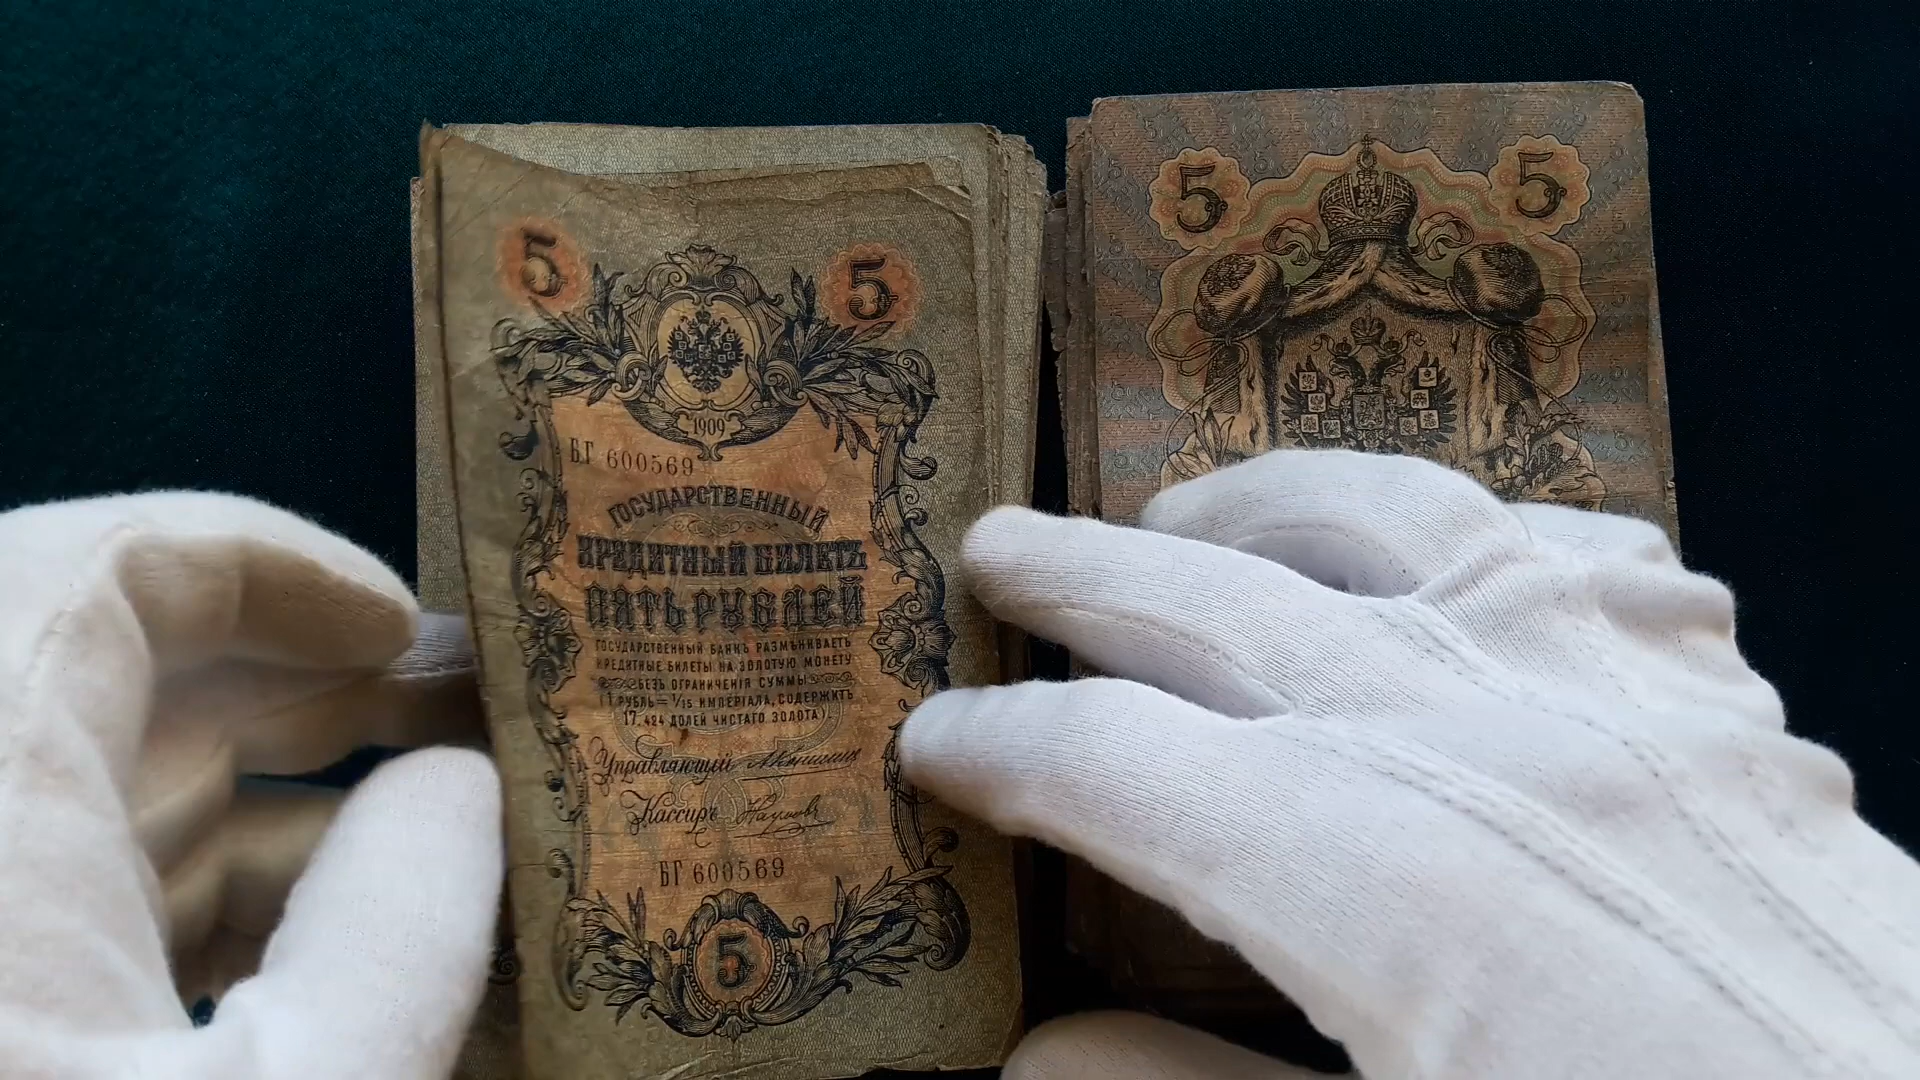 5
5
1909
БГ 600569
ГОСУДАРСТВЕННЫЙ
КРЕДИТНЫЙ БИЛЕТЪ
ПЯТЬ РУБЛЕЙ
ГОСУДАРСТВЕННЫЙ БАНКЪ РАЗМѢНИВАЕТЪ
КРЕДИТНЫЕ БИЛЕТЫ НА ЗОЛОТУЮ МОНЕТУ
БЕЗЪ ОГРАНИЧЕНІЯ СУММЫ
(1 РУБЛЬ = 1/15 ИМПЕРІАЛА, СОДЕРЖИТЪ
17,424 ДОЛЕЙ ЧИСТАГО ЗОЛОТА)
Управляющій А Коншинъ
Кассиръ Наумовъ
БГ 600569
5
5
5